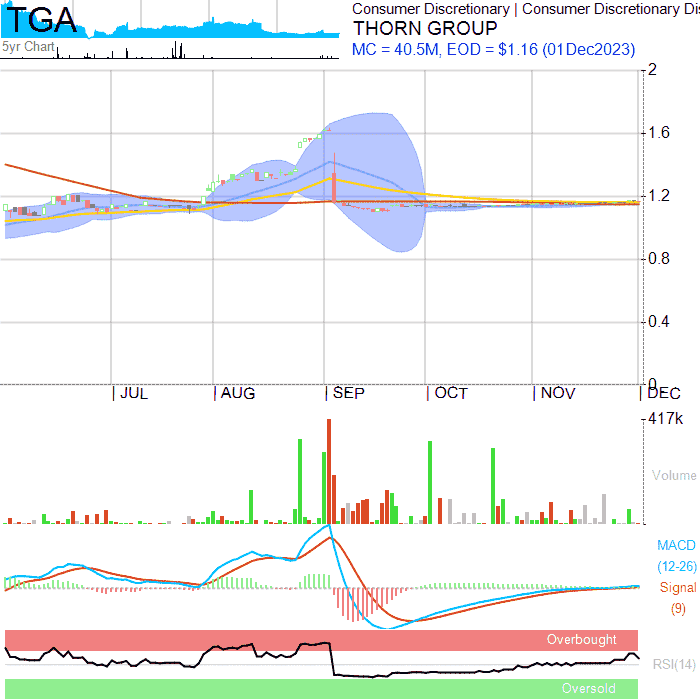 TGA
5yr Chart
Consumer Discretionary | Consumer Discretionary Dis
THORN GROUP
MC = 40.5M, EOD = $1.16 (01Dec2023)
2
1.6
1.2
0.8
0.4
0
JUL AUG SEP OCT NOV DEC
417k
Volume
MACD
(12-26)
Signal
(9)
Overbought
RSI(14)
Oversold